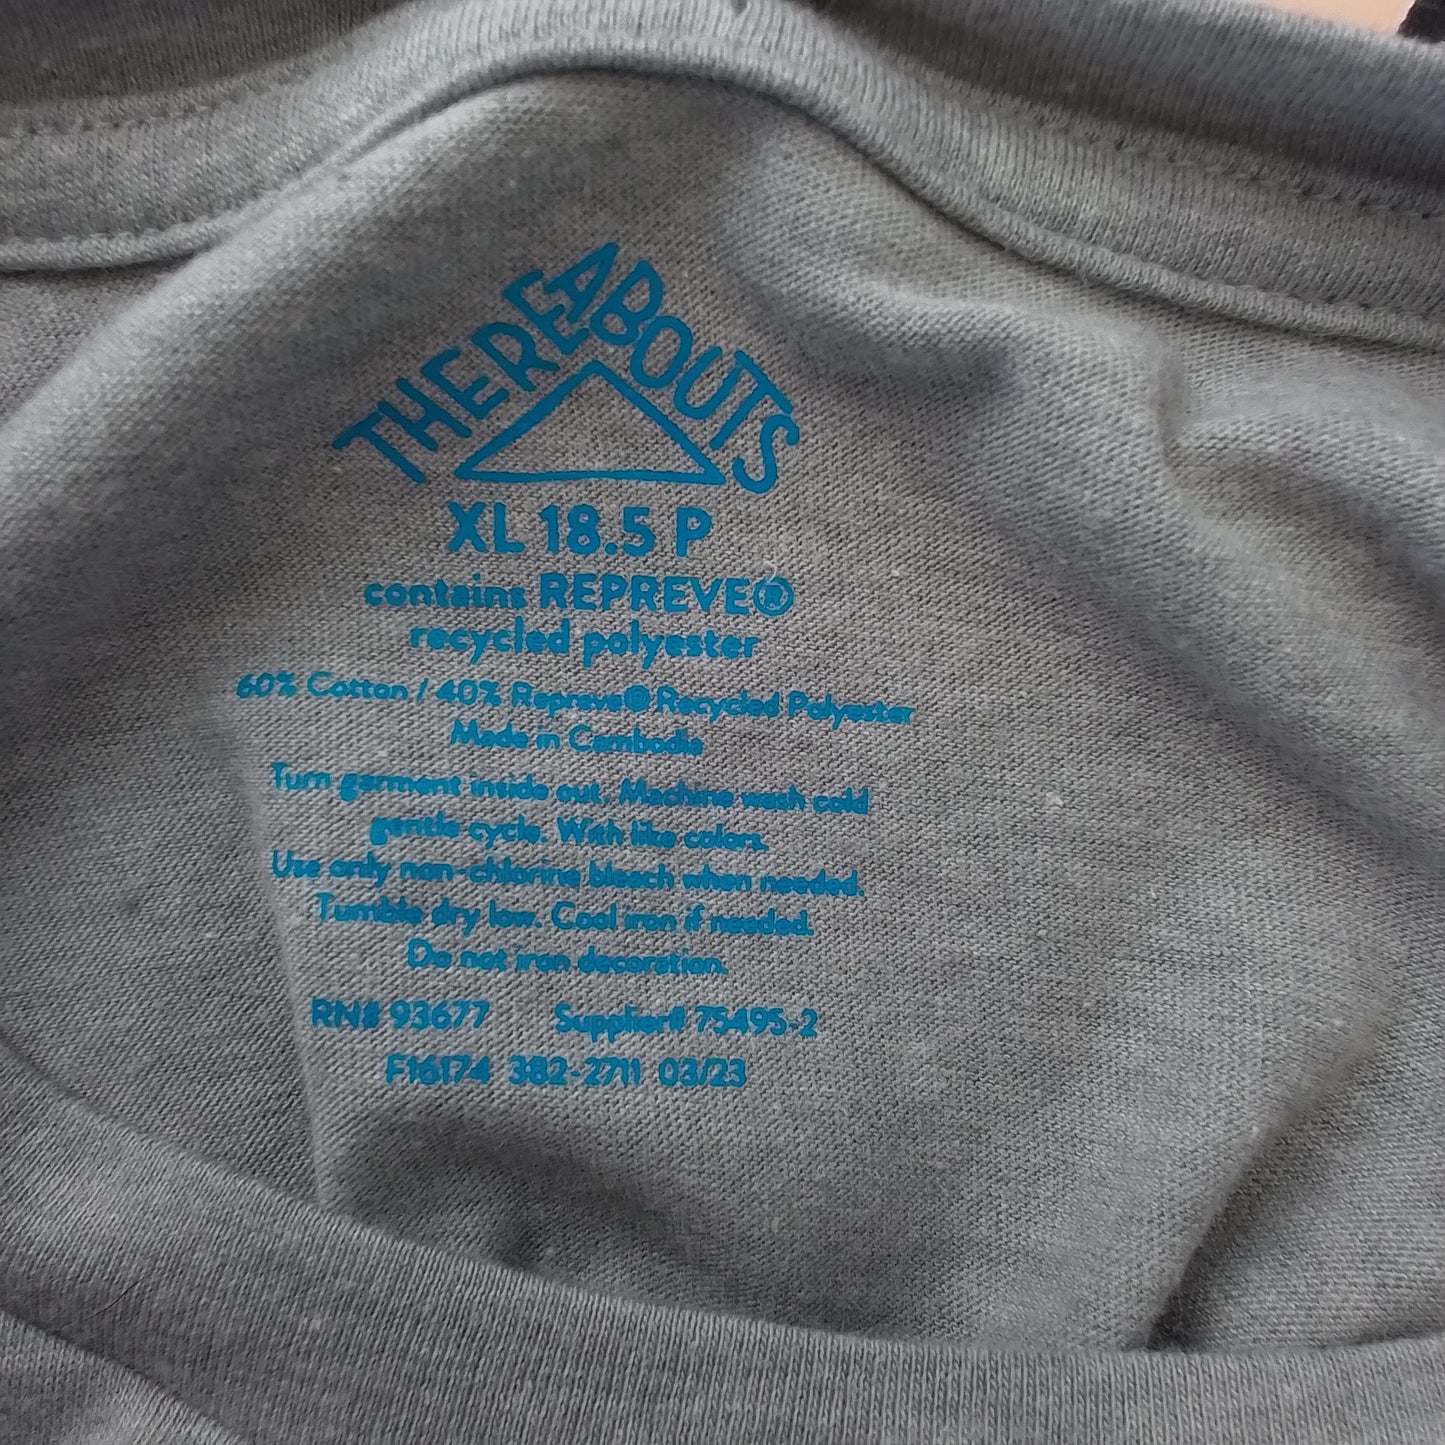 THEREABOUTS
XL 18.5 P
contains REPREVE®
recycled polyester
60% Cotton / 40% Repreve® Recycled Polyester
Made in Cambodia
Turn garment inside out. Machine wash cold
gentle cycle. With like colors.
Use only non-chlorine bleach when needed.
Tumble dry low. Cool iron if needed.
Do not iron decoration.
RN# 93677 Supplier# 75495-2
F16174 382-2711 03/23